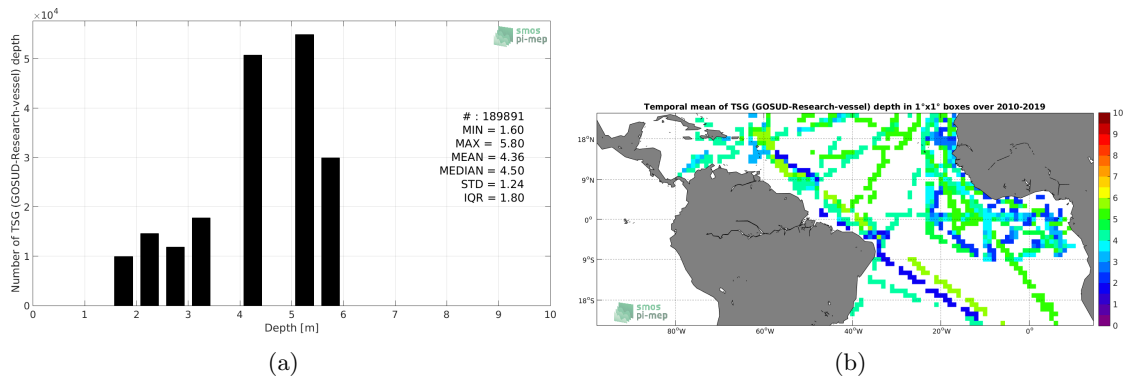 ×10⁴
5
4
3
2
1
0
Number of TSG (GOSUD-Research-vessel) depth
smos
pi-mep
# : 189891
MIN = 1.60
MAX = 5.80
MEAN = 4.36
MEDIAN = 4.50
STD = 1.24
IQR = 1.80
0 1 2 3 4 5 6 7 8 9 10
Depth [m]
(a)
Temporal mean of TSG (GOSUD-Research-vessel) depth in 1°x1° boxes over 2010-2019
18°N
9°N
0°
9°S
18°S
smos
pi-mep
80°W 60°W 40°W 20°W 0°
10
9
8
7
6
5
4
3
2
1
0
(b)